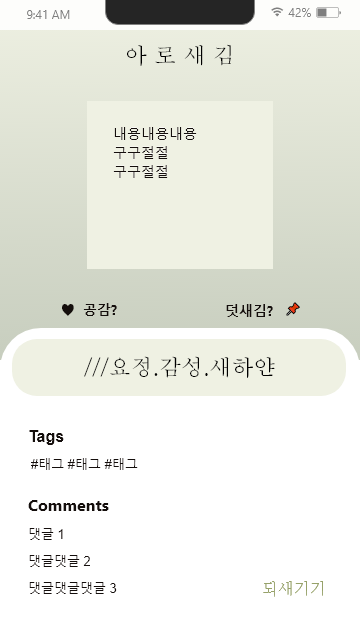 9:41 AM 42%
아로새김
내용내용내용
구구절절
구구절절
공감? 덧새김?
///요정.감성.새하얀
Tags
#태그 #태그 #태그
Comments
댓글 1
댓글댓글 2
댓글댓글댓글 3
되새기기